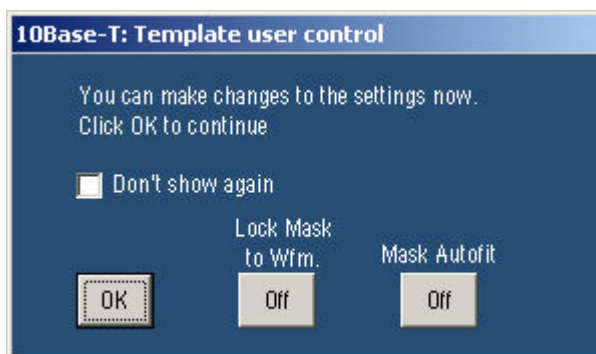 10Base-T: Template user control
You can make changes to the settings now.
Click OK to continue
Don't show again
Lock Mask
to Wfm.
Mask Autofit
OK
Off
Off